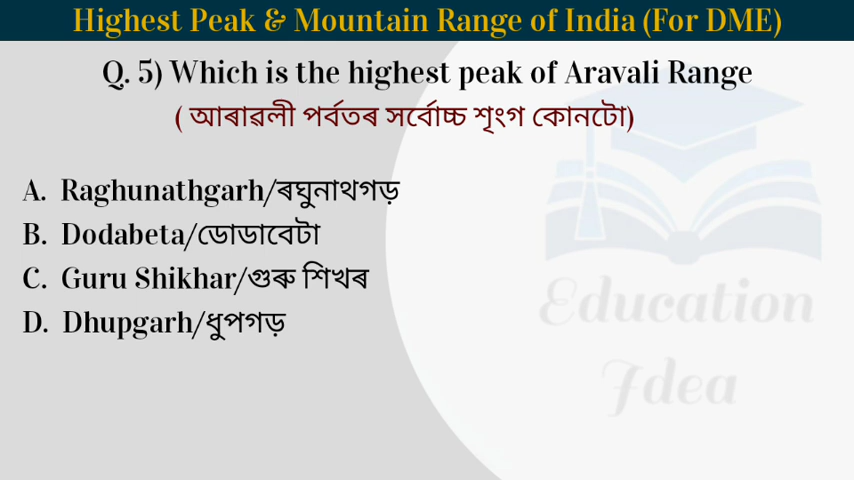 Highest Peak & Mountain Range of India (For DME)
Q. 5) Which is the highest peak of Aravali Range
( আৰাৱলী পৰ্বতৰ সৰ্বোচ্চ শৃংগ কোনটো)
A. Raghunathgarh/ৰঘুনাথগড়
B. Dodabeta/ডোডাবেটা
C. Guru Shikhar/গুৰু শিখৰ
D. Dhupgarh/ধুপগড়
Education
Idea